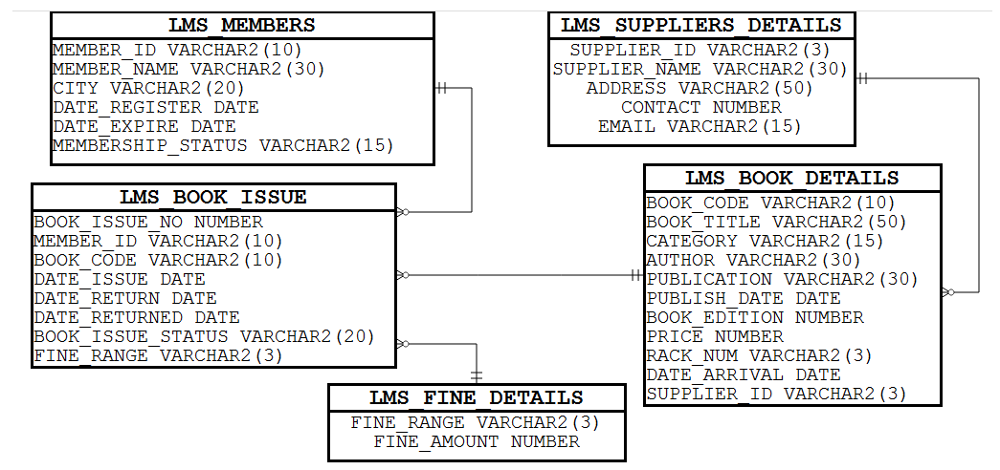 LMS_MEMBERS
MEMBER_ID VARCHAR2(10)
MEMBER_NAME VARCHAR2(30)
CITY VARCHAR2(20)
DATE_REGISTER DATE
DATE_EXPIRE DATE
MEMBERSHIP_STATUS VARCHAR2(15)
LMS_SUPPLIERS_DETAILS
SUPPLIER_ID VARCHAR2(3)
SUPPLIER_NAME VARCHAR2(30)
ADDRESS VARCHAR2(50)
CONTACT NUMBER
EMAIL VARCHAR2(15)
LMS_BOOK_ISSUE
BOOK_ISSUE_NO NUMBER
MEMBER_ID VARCHAR2(10)
BOOK_CODE VARCHAR2(10)
DATE_ISSUE DATE
DATE_RETURN DATE
DATE_RETURNED DATE
BOOK_ISSUE_STATUS VARCHAR2(20)
FINE_RANGE VARCHAR2(3)
LMS_BOOK_DETAILS
BOOK_CODE VARCHAR2(10)
BOOK_TITLE VARCHAR2(50)
CATEGORY VARCHAR2(15)
AUTHOR VARCHAR2(30)
PUBLICATION VARCHAR2(30)
PUBLISH_DATE DATE
BOOK_EDITION NUMBER
PRICE NUMBER
RACK_NUM VARCHAR2(3)
DATE_ARRIVAL DATE
SUPPLIER_ID VARCHAR2(3)
LMS_FINE_DETAILS
FINE_RANGE VARCHAR2(3)
FINE_AMOUNT NUMBER